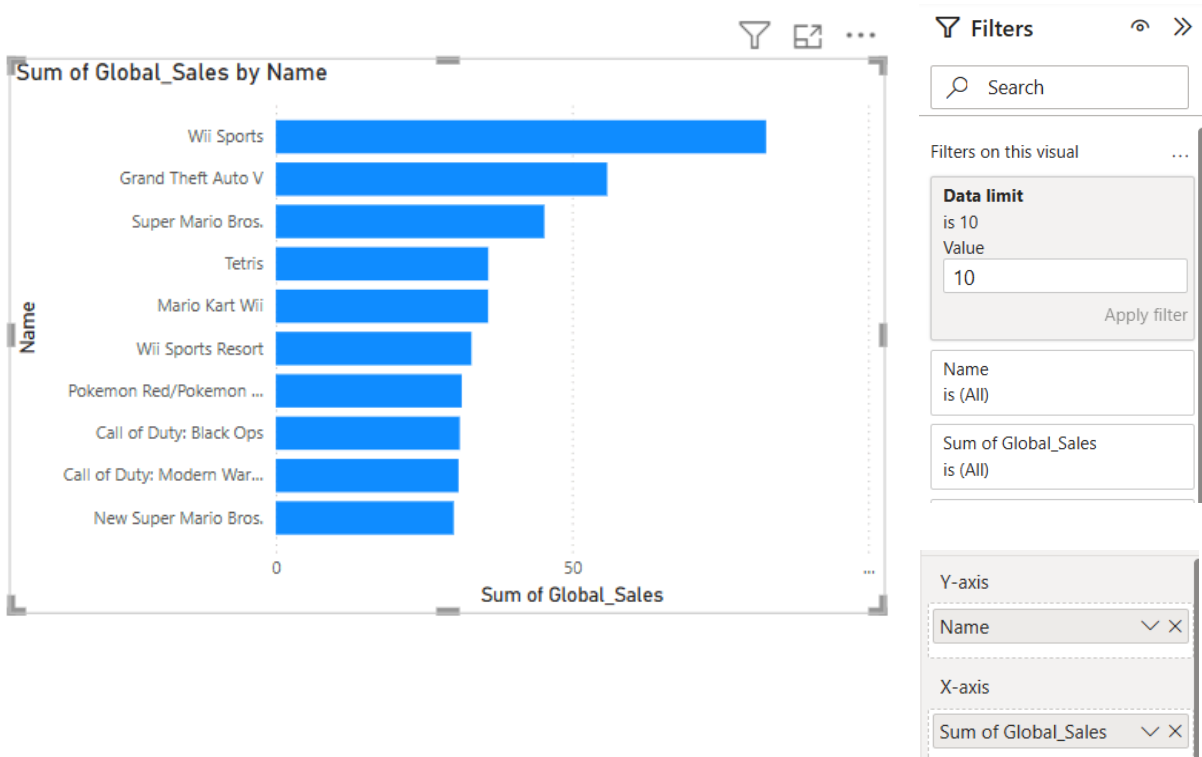 Sum of Global_Sales by Name
Wii Sports
Grand Theft Auto V
Super Mario Bros.
Tetris
Mario Kart Wii
Wii Sports Resort
Pokemon Red/Pokemon ...
Call of Duty: Black Ops
Call of Duty: Modern War...
New Super Mario Bros.
Name
0
50
...
Sum of Global_Sales
Filters
Search
Filters on this visual
...
Data limit
is 10
Value
10
Apply filter
Name
is (All)
Sum of Global_Sales
is (All)
Y-axis
Name
X-axis
Sum of Global_Sales